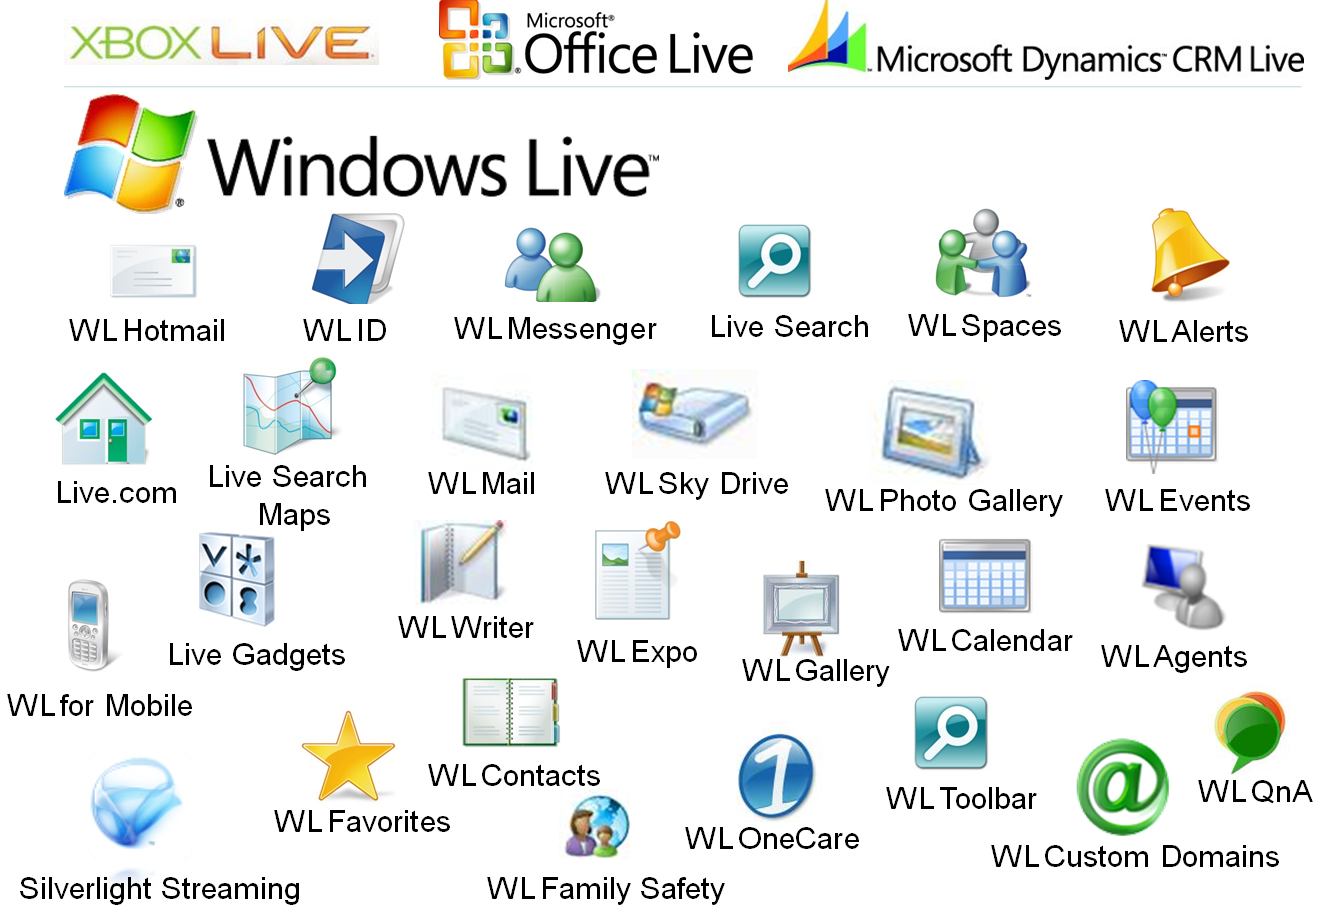 XBOX LIVE
Microsoft®
Office Live
Microsoft Dynamics™ CRM Live
Windows Live™
WL Hotmail
WL ID
WL Messenger
Live Search
WL Spaces
WL Alerts
Live.com
Live Search
Maps
WL Mail
WL Sky Drive
WL Photo Gallery
WL Events
WL for Mobile
Live Gadgets
WL Writer
WL Expo
WL Gallery
WL Calendar
WL Agents
Silverlight Streaming
WL Favorites
WL Contacts
WL Family Safety
1
WL OneCare
WL Toolbar
@
WL Custom Domains
WL QnA